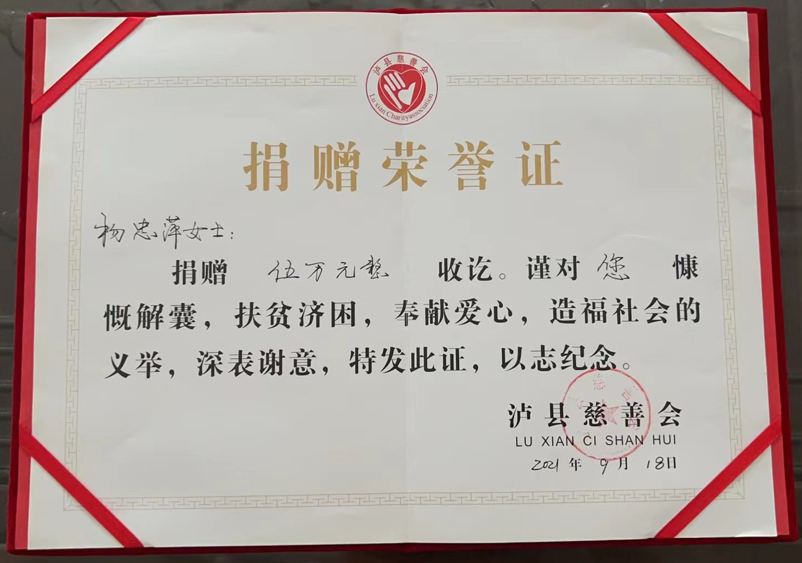 泸县慈善会
Lu Xian Charityassociation
捐赠荣誉证
杨忠萍女士：
捐赠 伍万元整 收讫。谨对 您 慷
慨解囊，扶贫济困，奉献爱心，造福社会的
义举，深表谢意，特发此证，以志纪念。
泸县慈善会
LU XIAN CI SHAN HUI
2021年 9月 18日